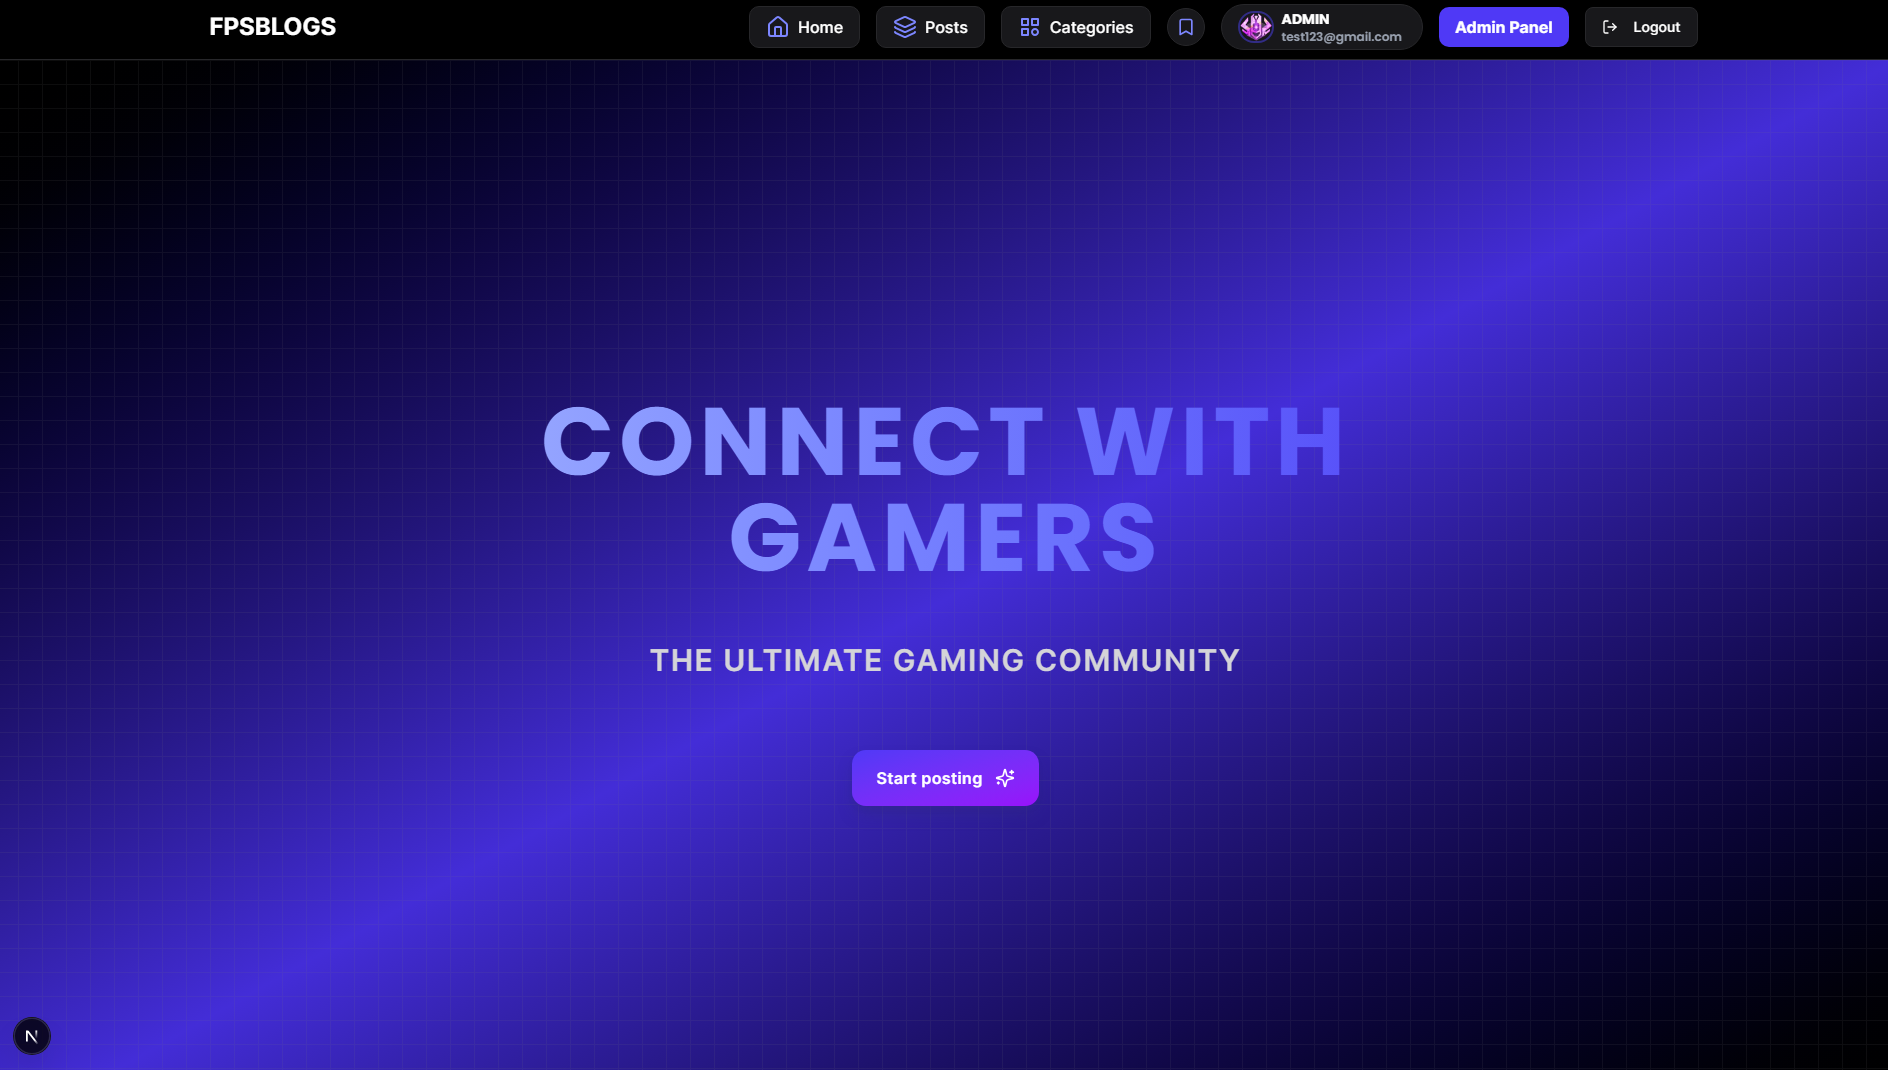 FPSBLOGS
Home
Posts
Categories
ADMIN
test123@gmail.com
Admin Panel
Logout
CONNECT WITH
GAMERS
THE ULTIMATE GAMING COMMUNITY
Start posting
N